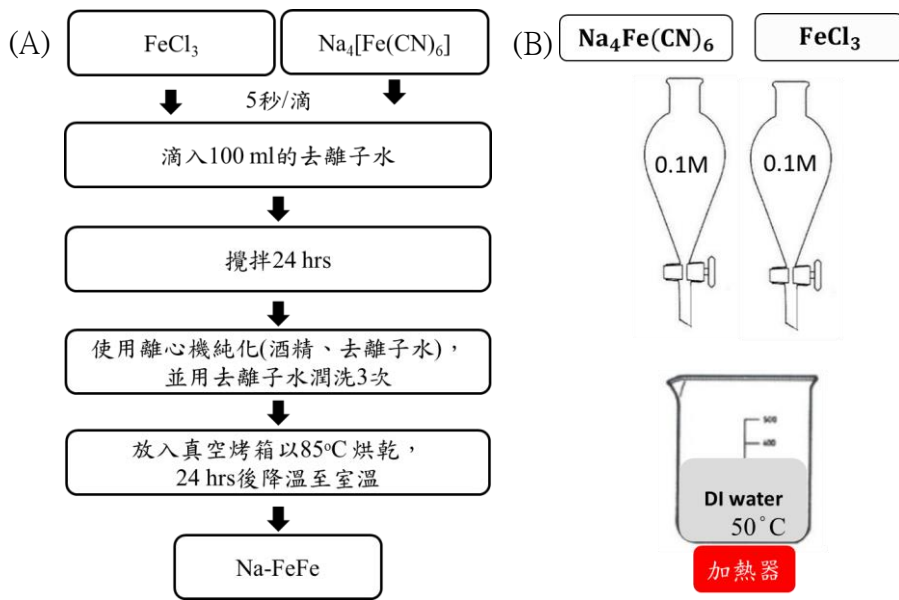 (A)
FeCl₃
Na₄[Fe(CN)₆]
5秒/滴
滴入100 ml的去離子水
攪拌24 hrs
使用離心機純化(酒精、去離子水)，
並用去離子水潤洗3次
放入真空烤箱以85°C 烘乾，
24 hrs後降溫至室溫
Na-FeFe
(B)
Na₄Fe(CN)₆
FeCl₃
0.1M
0.1M
500
400
DI water
50°C
加熱器